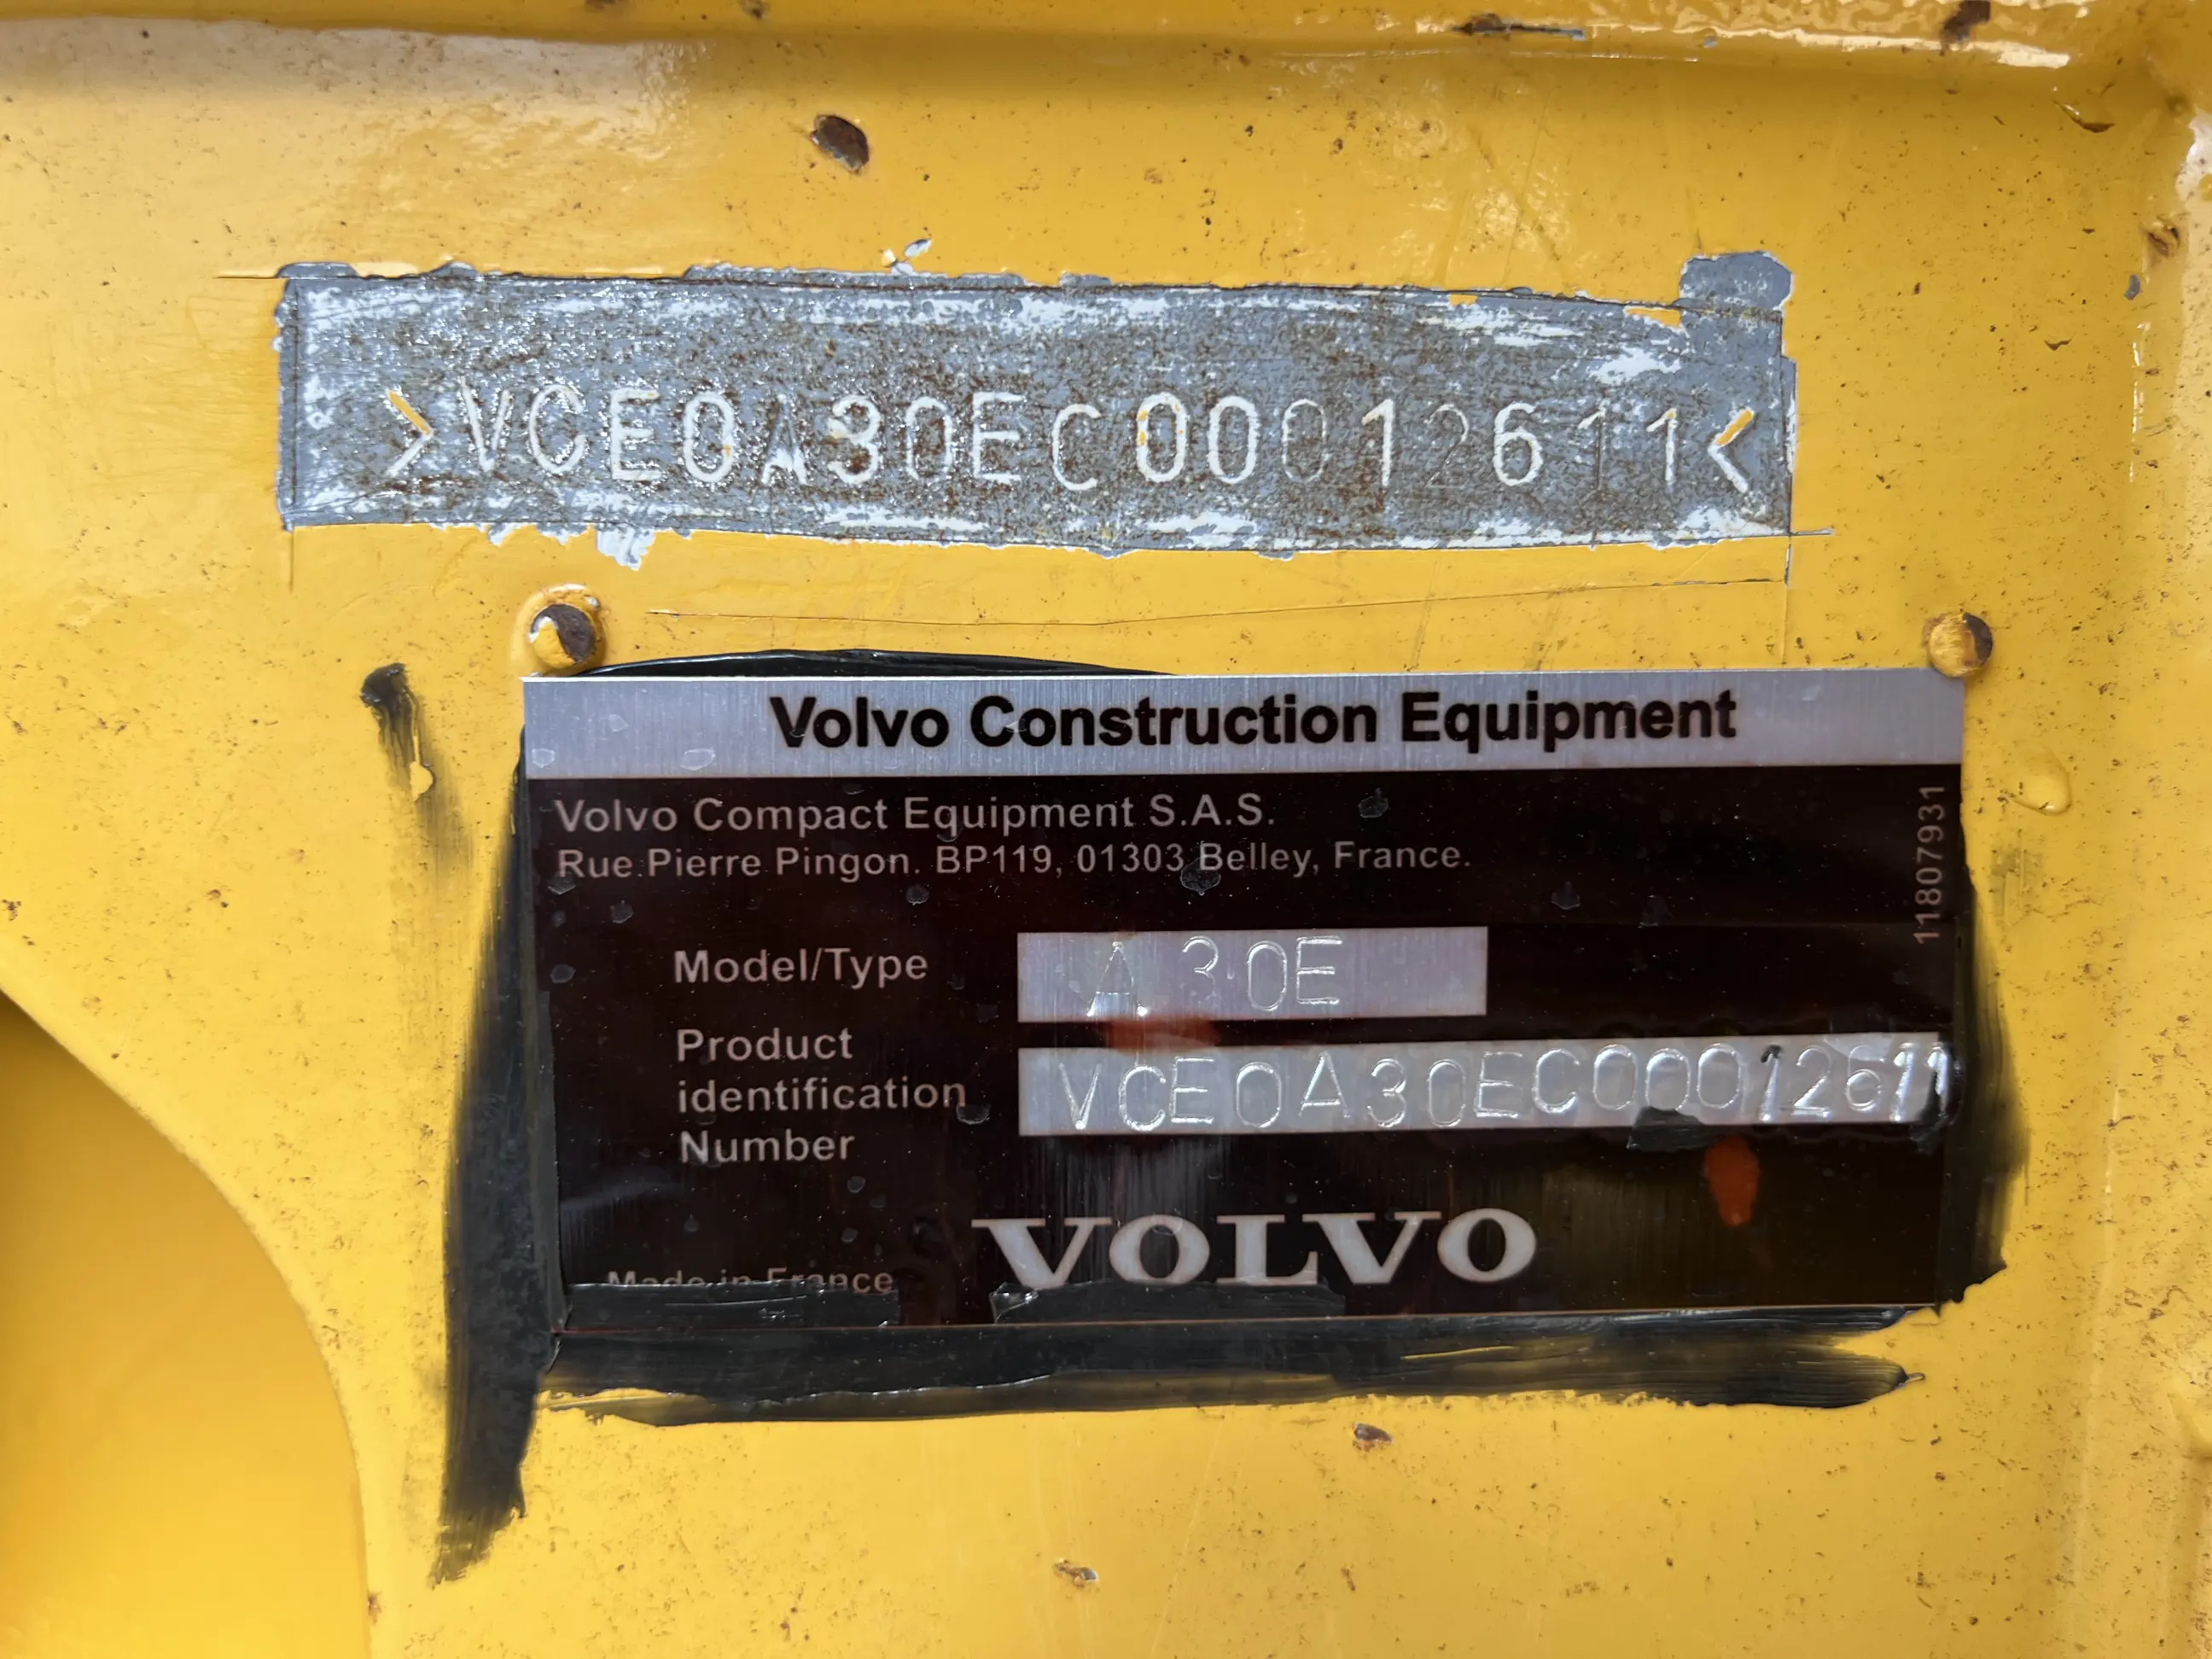 >VCE0A30EC00012611<
Volvo Construction Equipment
Volvo Compact Equipment S.A.S.
Rue Pierre Pingon. BP119, 01303 Belley, France.
11807931
Model/Type A 30E
Product
identification
Number
VCE0A30EC00012611
VOLVO
Made in France